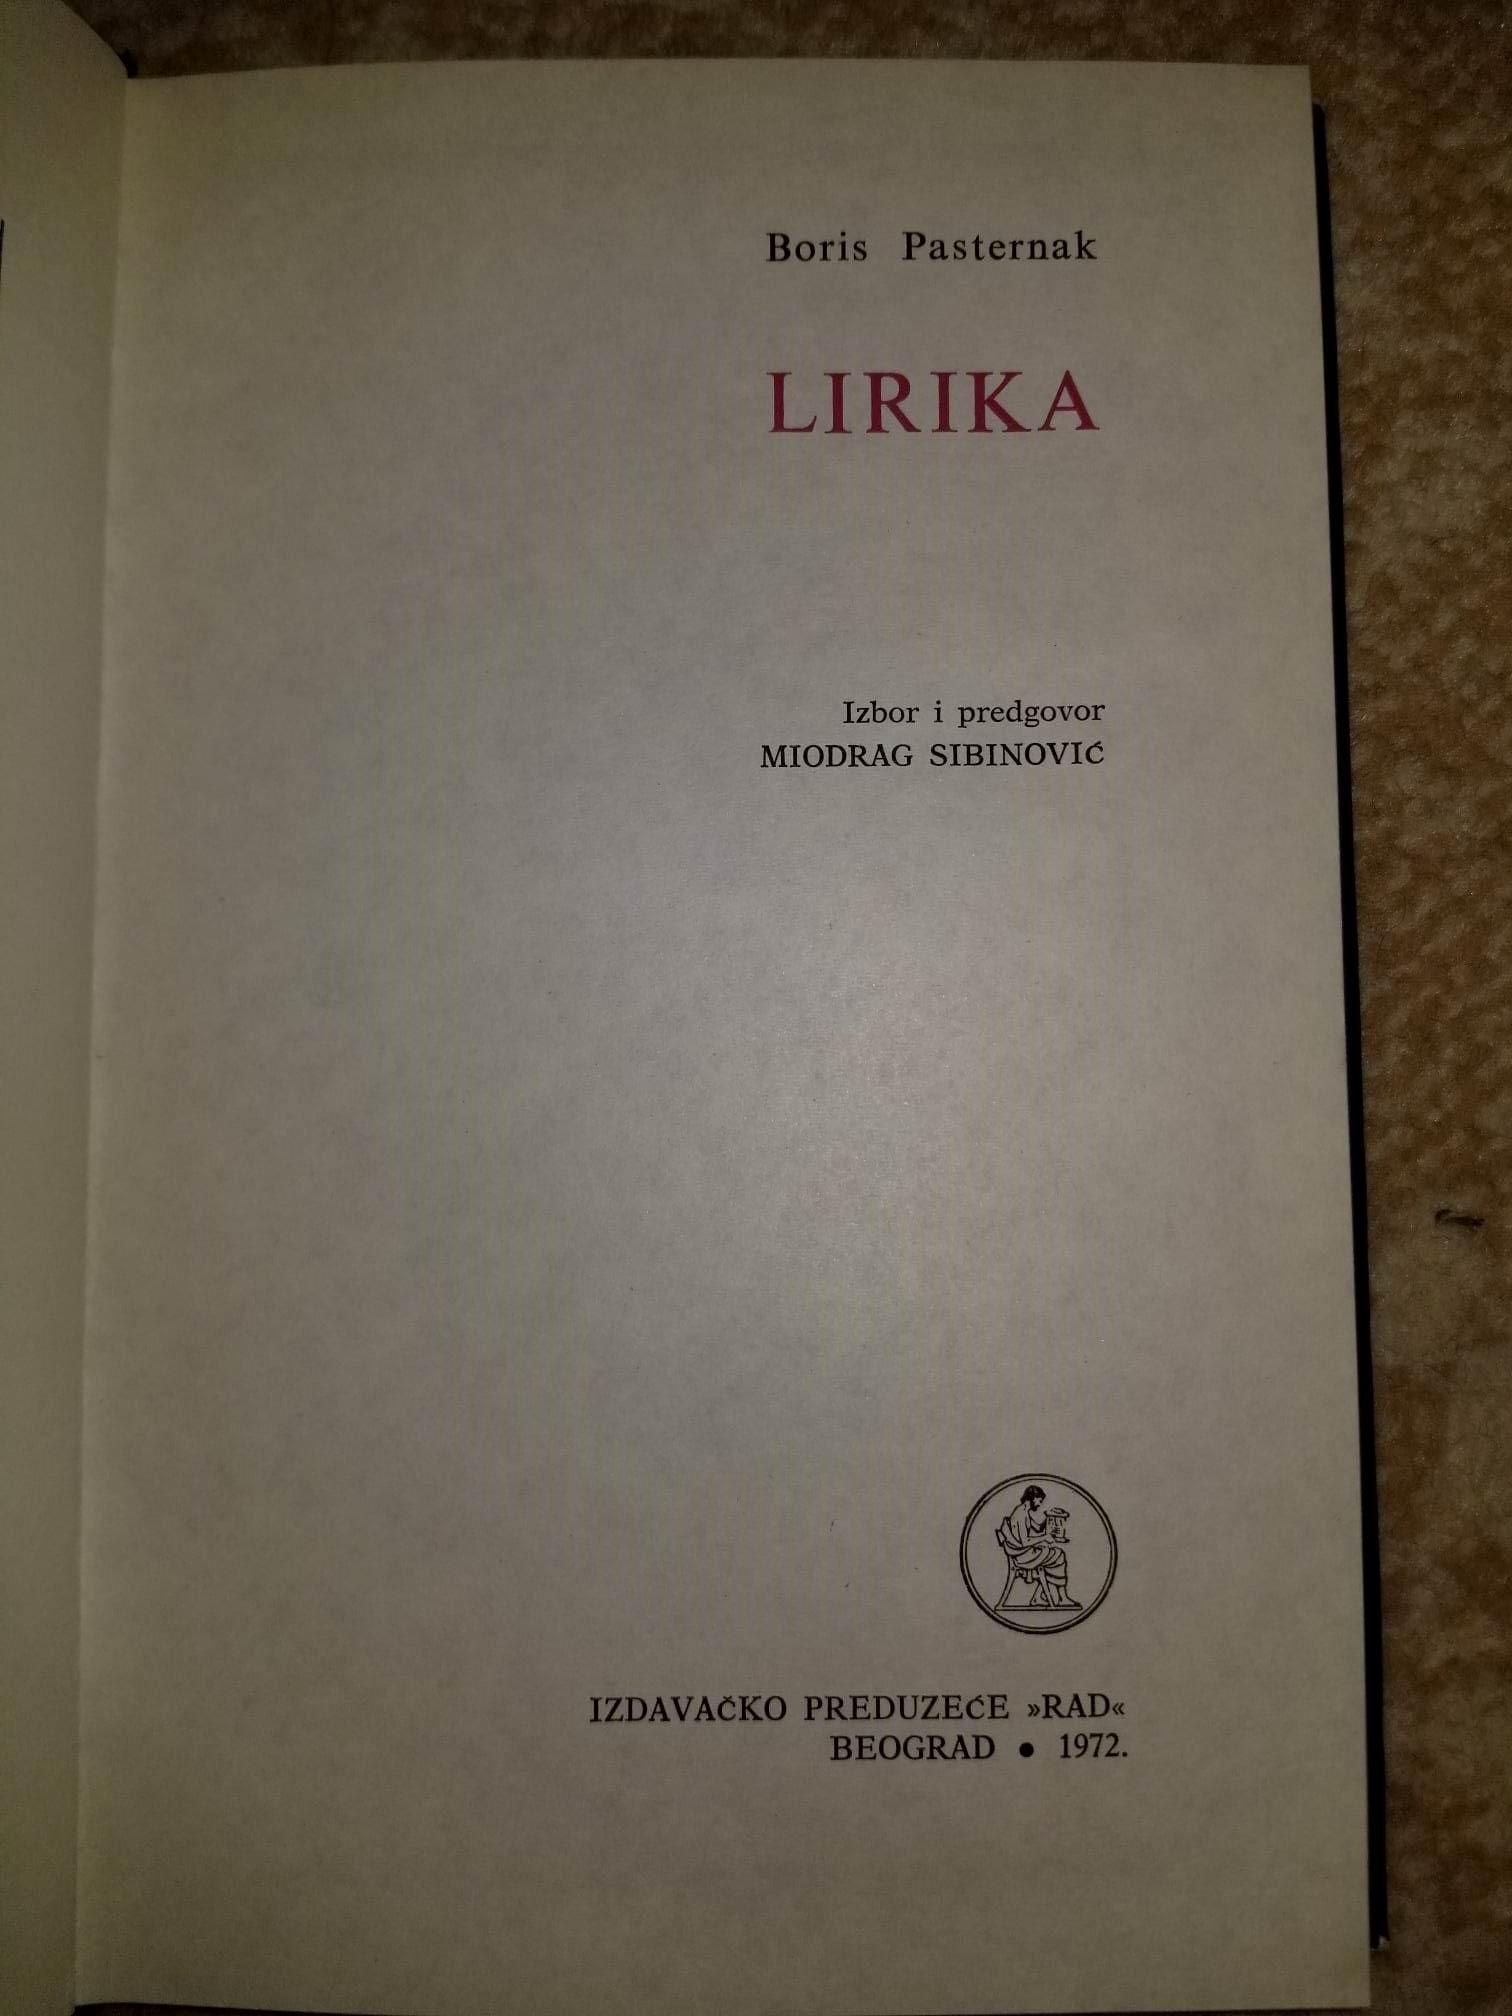 Boris Pasternak
LIRIKA
Izbor i predgovor
MIODRAG SIBINOVIĆ
IZDAVAČKO PREDUZEĆE »RAD«
BEOGRAD • 1972.